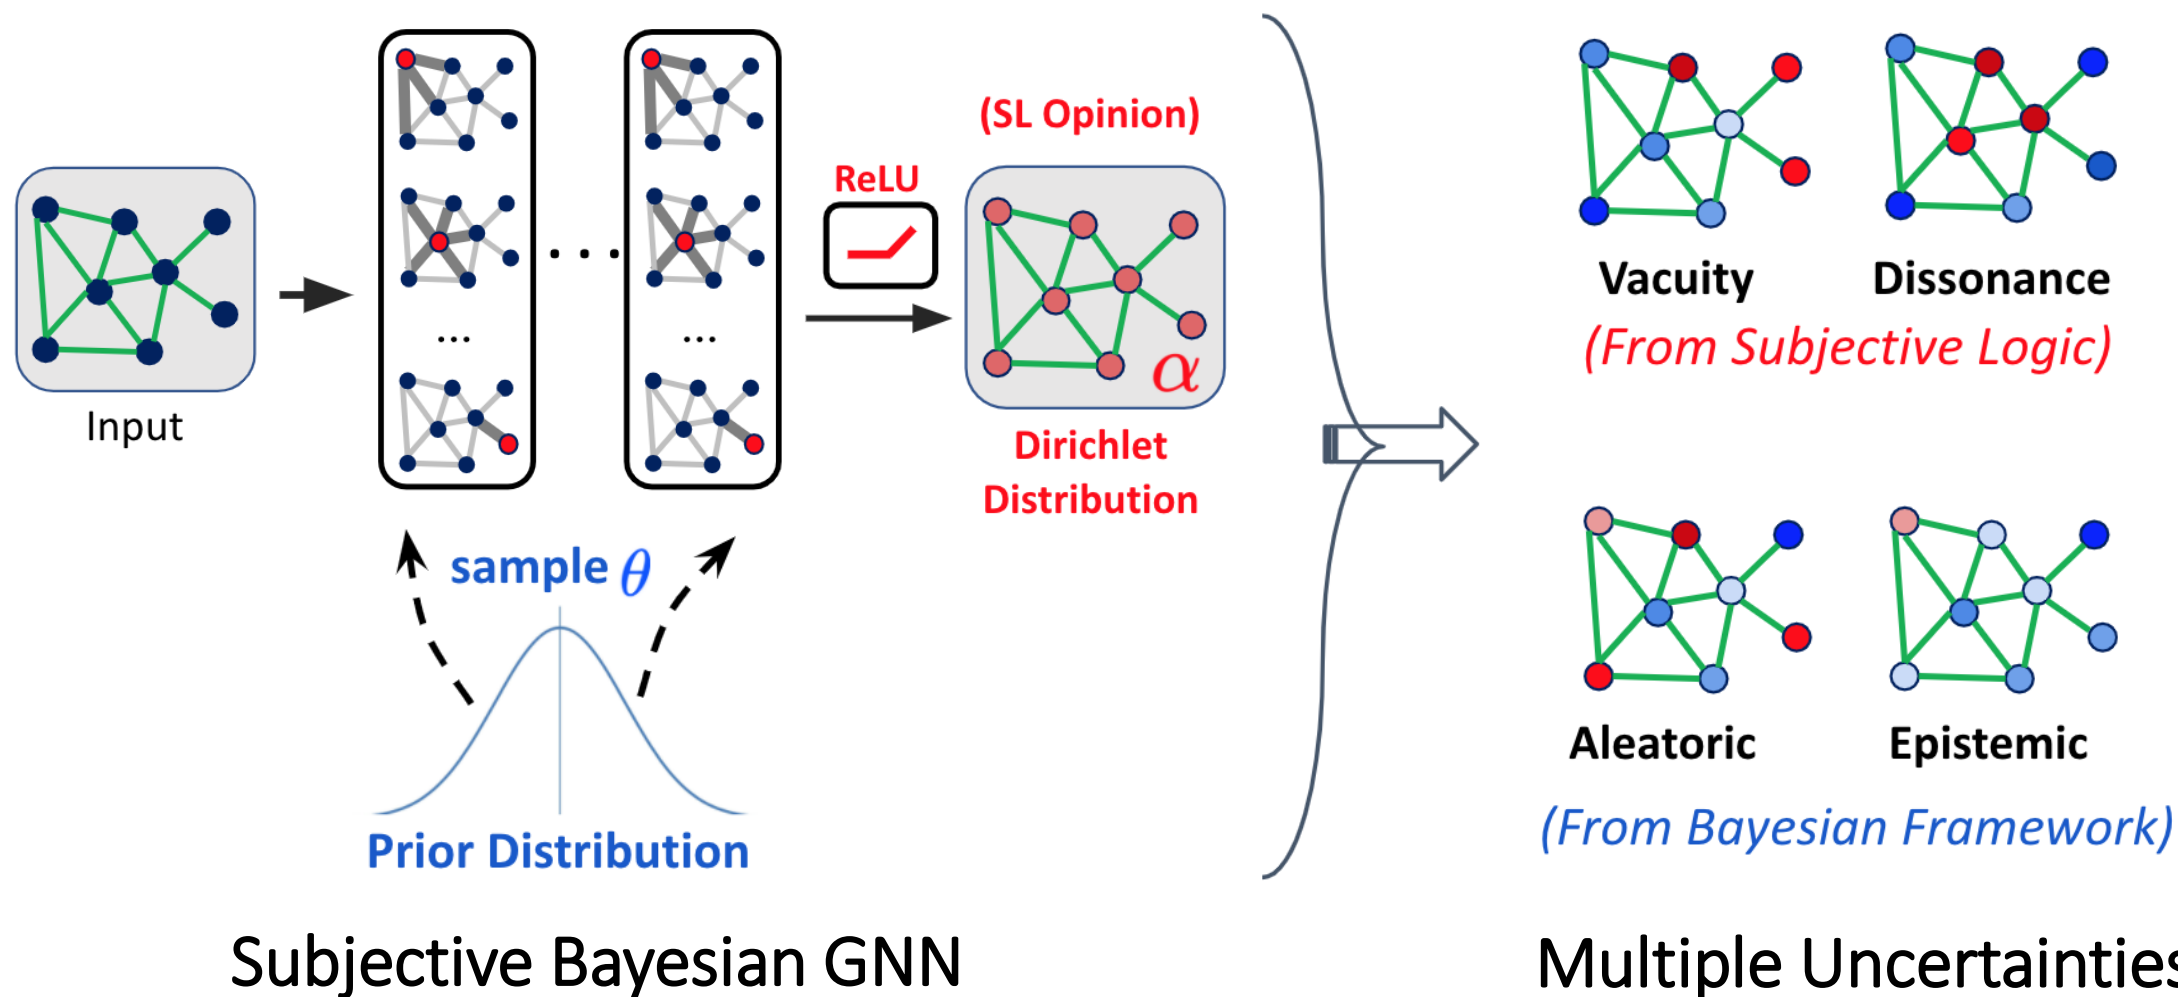 Input
...
...
. . .
ReLU
(SL Opinion)
α
Dirichlet
Distribution
sample θ
Prior Distribution
Subjective Bayesian GNN
Vacuity
Dissonance
(From Subjective Logic)
Aleatoric
Epistemic
(From Bayesian Framework)
Multiple Uncertainties